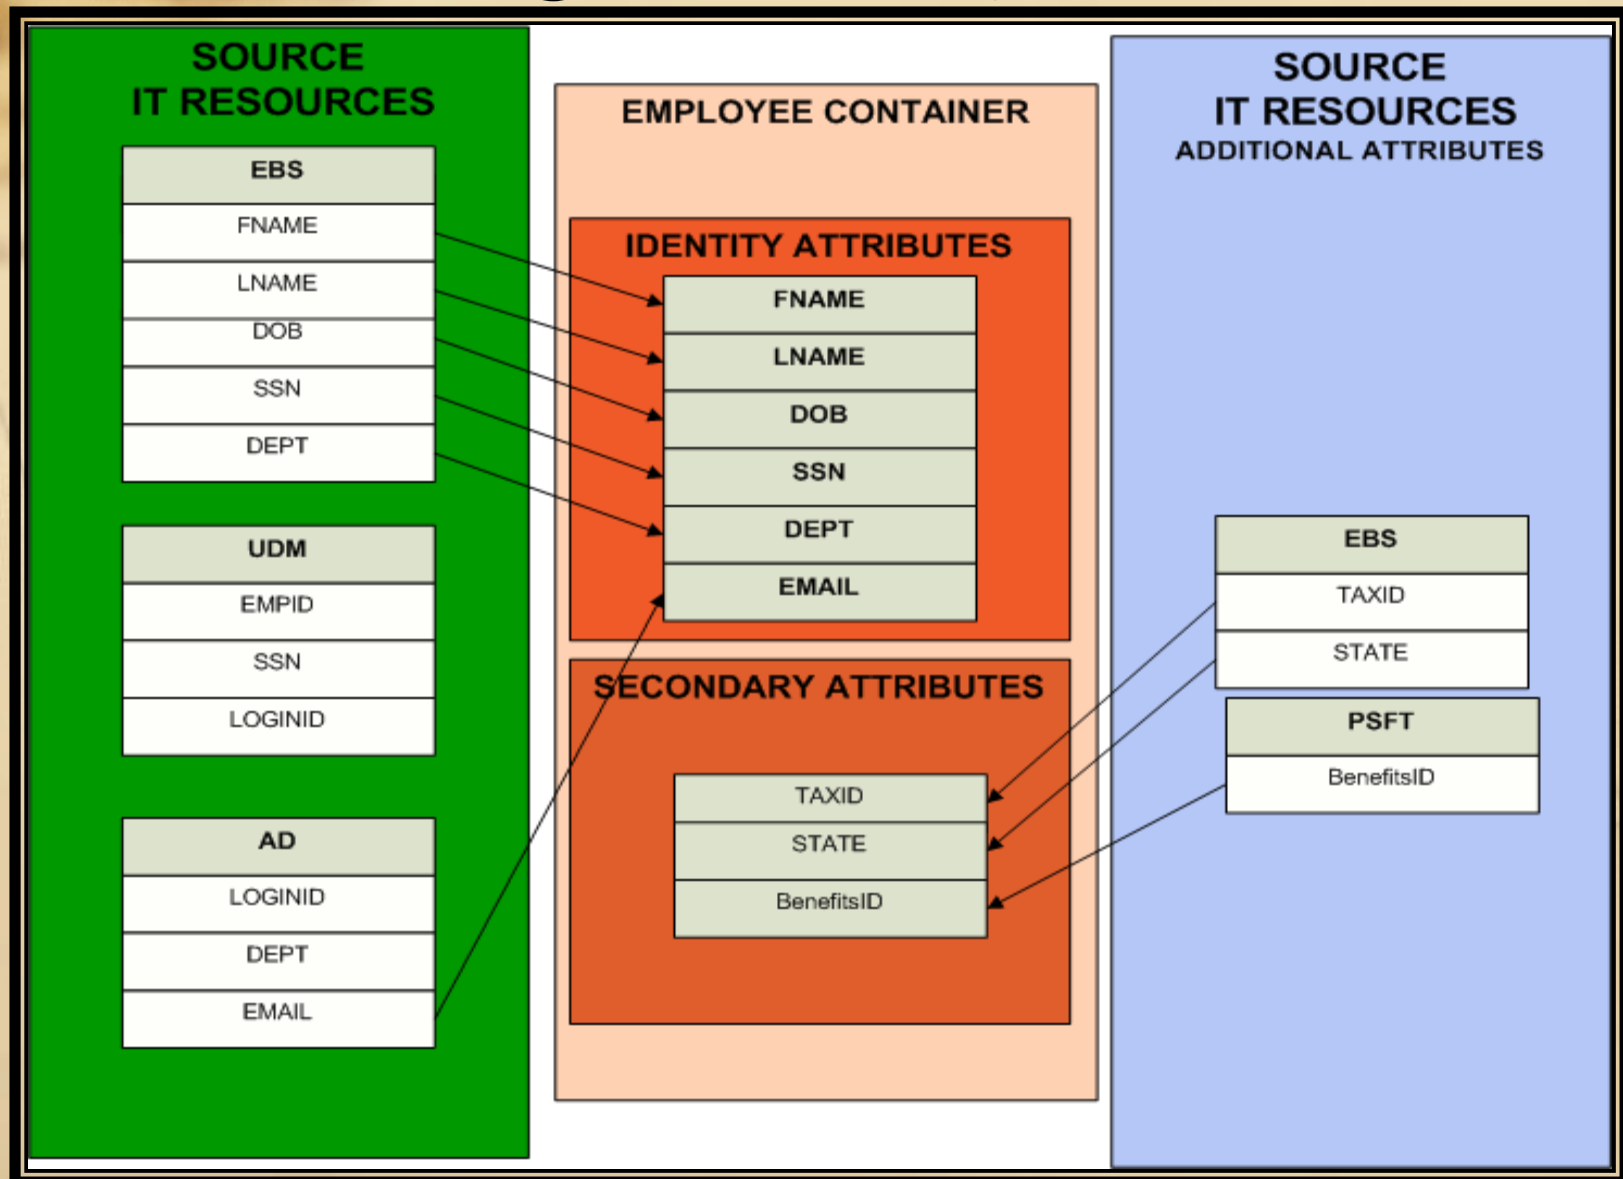 SOURCE
IT RESOURCES
EBS
FNAME
LNAME
DOB
SSN
DEPT
UDM
EMPID
SSN
LOGINID
AD
LOGINID
DEPT
EMAIL
EMPLOYEE CONTAINER
IDENTITY ATTRIBUTES
FNAME
LNAME
DOB
SSN
DEPT
EMAIL
SECONDARY ATTRIBUTES
TAXID
STATE
BenefitsID
SOURCE
IT RESOURCES
ADDITIONAL ATTRIBUTES
EBS
TAXID
STATE
PSFT
BenefitsID